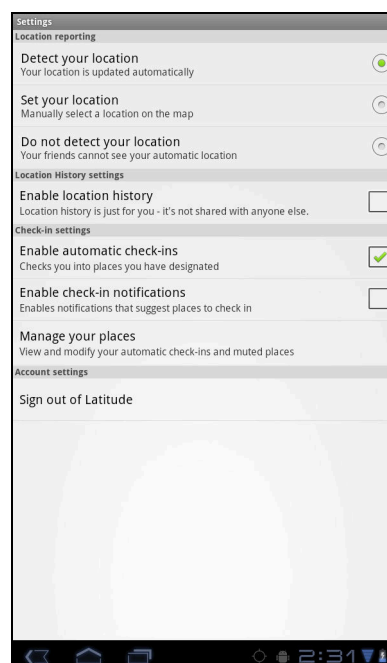 Settings
Location reporting
Detect your location
Your location is updated automatically
Set your location
Manually select a location on the map
Do not detect your location
Your friends cannot see your automatic location
Location History settings
Enable location history
Location history is just for you - it's not shared with anyone else.
Check-in settings
Enable automatic check-ins
Checks you into places you have designated
Enable check-in notifications
Enables notifications that suggest places to check in
Manage your places
View and modify your automatic check-ins and muted places
Account settings
Sign out of Latitude
2:31